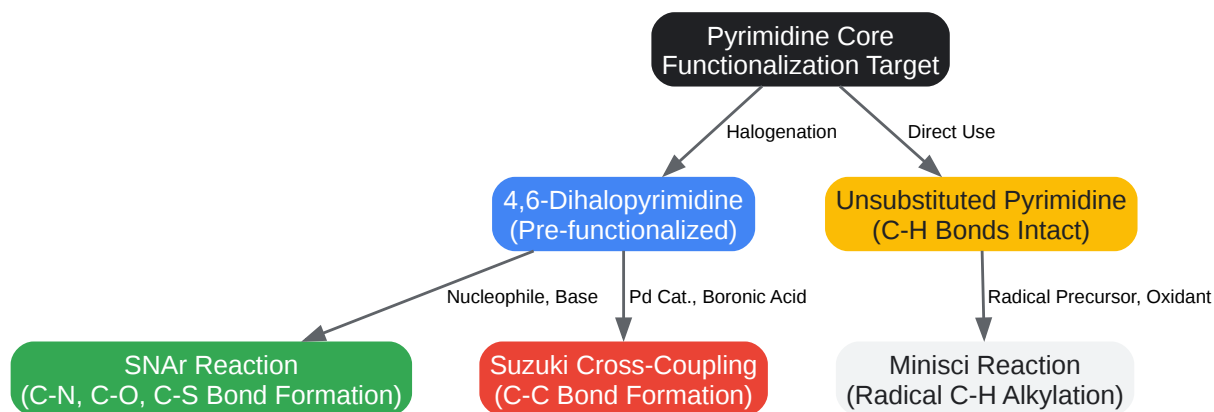 Pyrimidine Core
Functionalization Target
Halogenation
Direct Use
4,6-Dihalopyrimidine
(Pre-functionalized)
Unsubstituted Pyrimidine
(C-H Bonds Intact)
Nucleophile, Base
Pd Cat., Boronic Acid
Radical Precursor, Oxidant
SNAr Reaction
(C-N, C-O, C-S Bond Formation)
Suzuki Cross-Coupling
(C-C Bond Formation)
Minisci Reaction
(Radical C-H Alkylation)